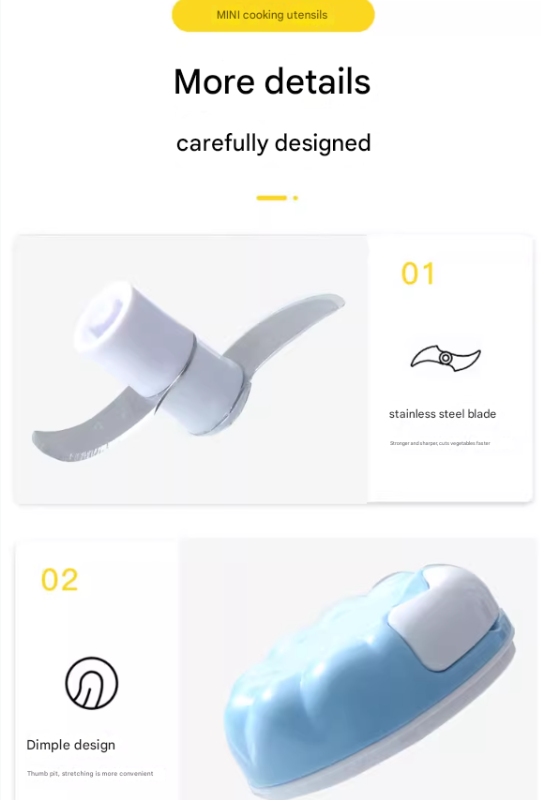 MINI cooking utensils
More details
carefully designed
01
stainless steel blade
Stronger and sharper, cuts vegetables faster
02
Dimple design
Thumb pit, stretching is more convenient